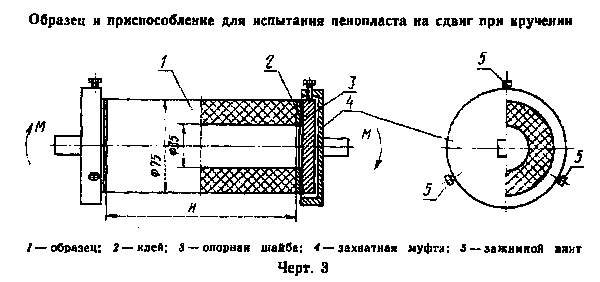 Образец и приспособление для испытания пенопласта на сдвиг при кручении
1
2
5
3
4
М
М
ф75
5
5
Н
1 — образец; 2 — клей; 3 — опорная шайба; 4 — захватная муфта; 5 — зажимной винт
Черт. 3